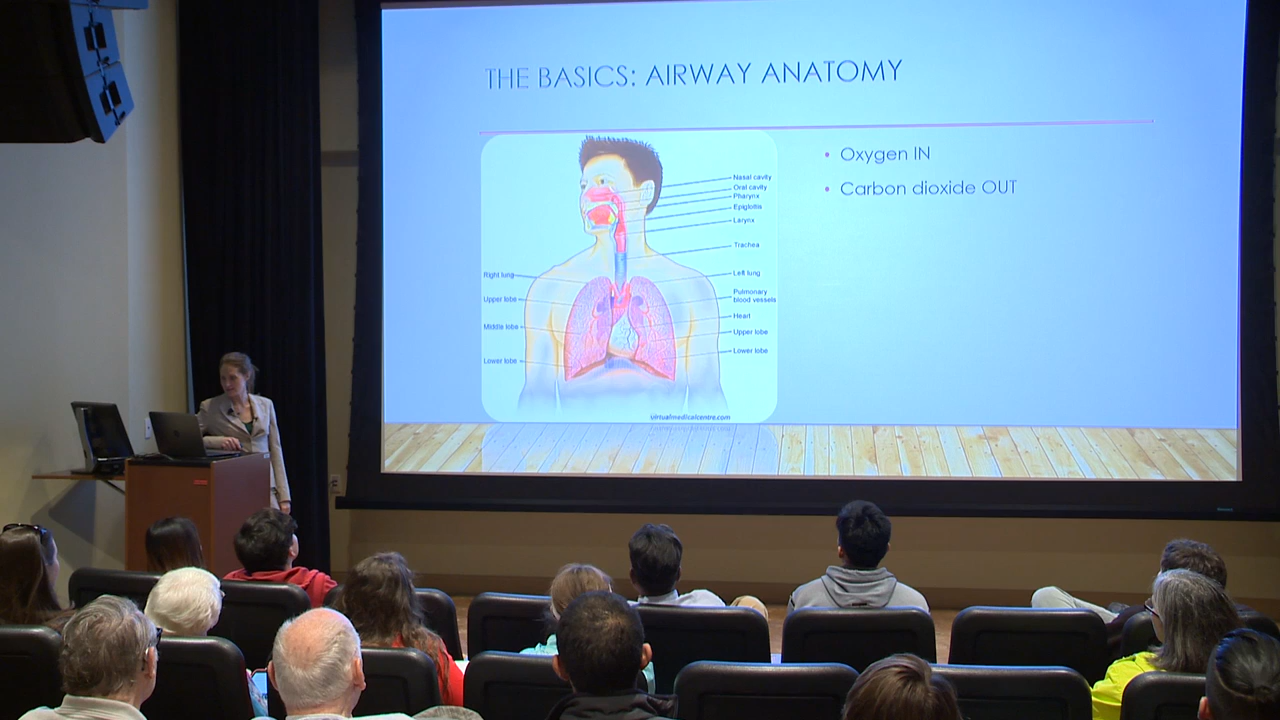 THE BASICS: AIRWAY ANATOMY
Oxygen IN
Carbon dioxide OUT
Nasal cavity
Oral cavity
Pharynx
Epiglottis
Larynx
Trachea
Right lung
Left lung
Upper lobe
Pulmonary
blood vessels
Heart
Middle lobe
Upper lobe
Lower lobe
Lower lobe
virtualmedicalcentre.com